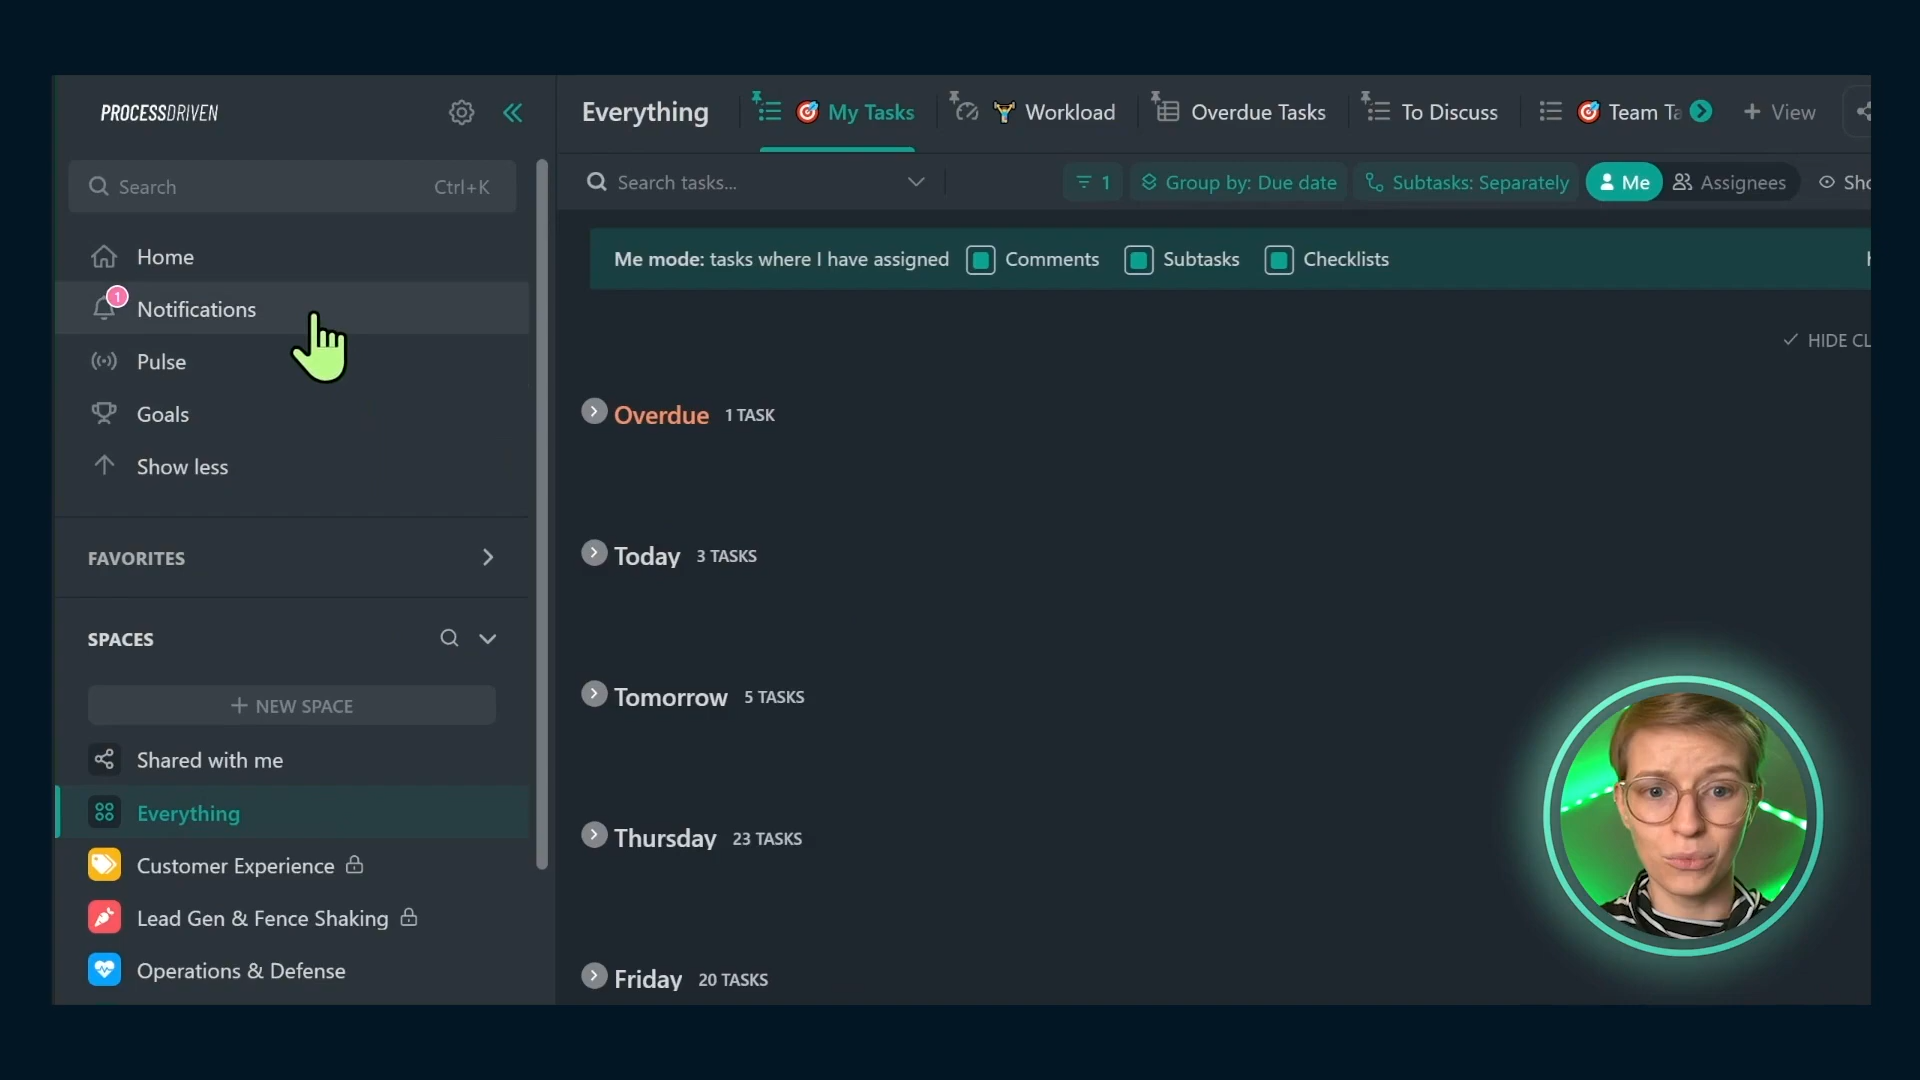 PROCESSDRIVEN
Search Ctrl+K
Home
1
Notifications
Pulse
Goals
Show less
FAVORITES
SPACES
+ NEW SPACE
Shared with me
Everything
Customer Experience
Lead Gen & Fence Shaking
Operations & Defense
Everything My Tasks Workload Overdue Tasks To Discuss Team Ta + View
Search tasks... 1 Group by: Due date Subtasks: Separately Me Assignees Sho
Me mode: tasks where I have assigned Comments Subtasks Checklists
HIDE CL
Overdue 1 TASK
Today 3 TASKS
Tomorrow 5 TASKS
Thursday 23 TASKS
Friday 20 TASKS